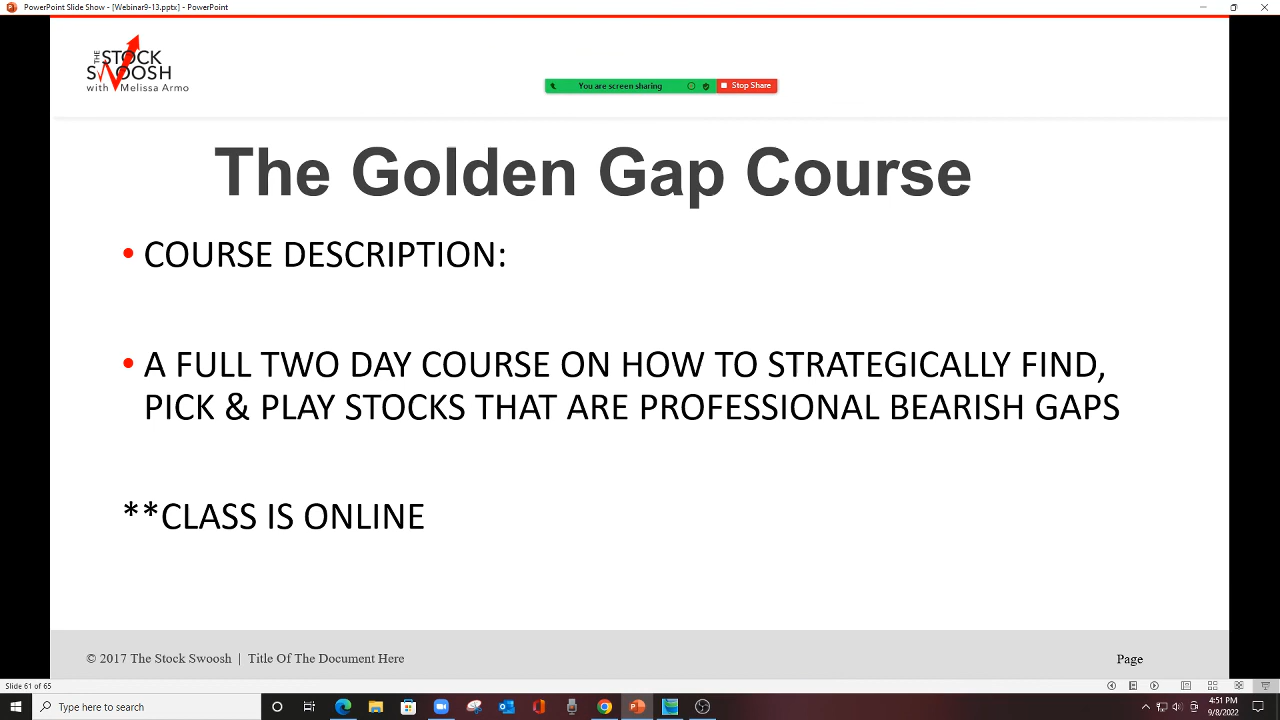 PowerPoint Slide Show - [Webinar9-13.pptx] - PowerPoint
THE STOCK
SWOOSH
with Melissa Armo
You are screen sharing
Stop Share
The Golden Gap Course
• COURSE DESCRIPTION:
• A FULL TWO DAY COURSE ON HOW TO STRATEGICALLY FIND,
PICK & PLAY STOCKS THAT ARE PROFESSIONAL BEARISH GAPS
**CLASS IS ONLINE
© 2017 The Stock Swoosh | Title Of The Document Here
Page
Slide 61 of 65
Type here to search
4:51 PM
9/8/2022